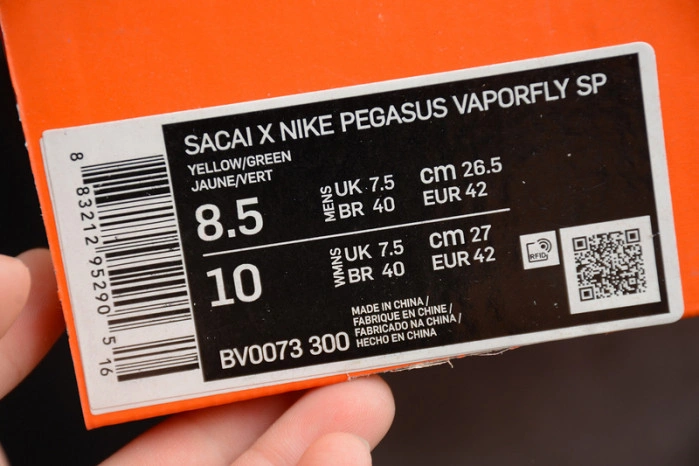 SACAI X NIKE PEGASUS VAPORFLY SP
YELLOW/GREEN
JAUNE/VERT
8.5
MENS
UK 7.5
cm 26.5
BR 40
EUR 42
10
WMNS
UK 7.5
cm 27
BR 40
EUR 42
RFID
MADE IN CHINA/
FABRIQUE EN CHINE/
FABRICADO NA CHINA/
HECHO EN CHINA
BV0073 300
8 83212 95290 5 16